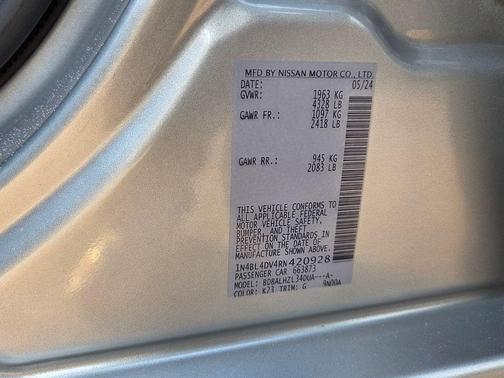 MFD BY NISSAN MOTOR CO., LTD.
DATE: 05/24
GVWR: 1963 KG
4328 LB
GAWR FR.: 1097 KG
2418 LB
GAWR RR.: 945 KG
2083 LB
THIS VEHICLE CONFORMS TO
ALL APPLICABLE FEDERAL
MOTOR VEHICLE SAFETY,
BUMPER, AND THEFT
PREVENTION STANDARDS IN
EFFECT ON THE DATE OF
MANUFACTURE SHOWN ABOVE.
1N4BL4DV4RN420928
PASSENGER CAR 663873
MODEL: BDBALHZL34DUA---A-
COLOR: K23 TRIM: G 9N00A